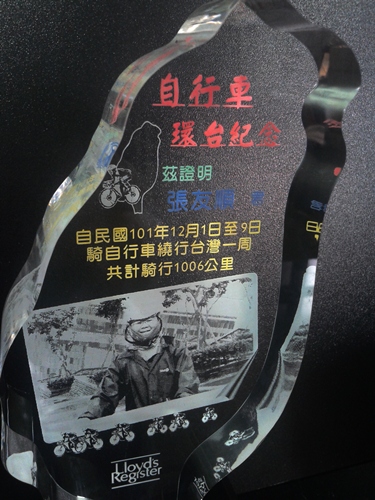 自行車
環台紀念
茲證明
張友順 君
自民國101年12月1日至9日
騎自行車繞行台灣一周
共計騎行1006公里
Lloyd's
Register